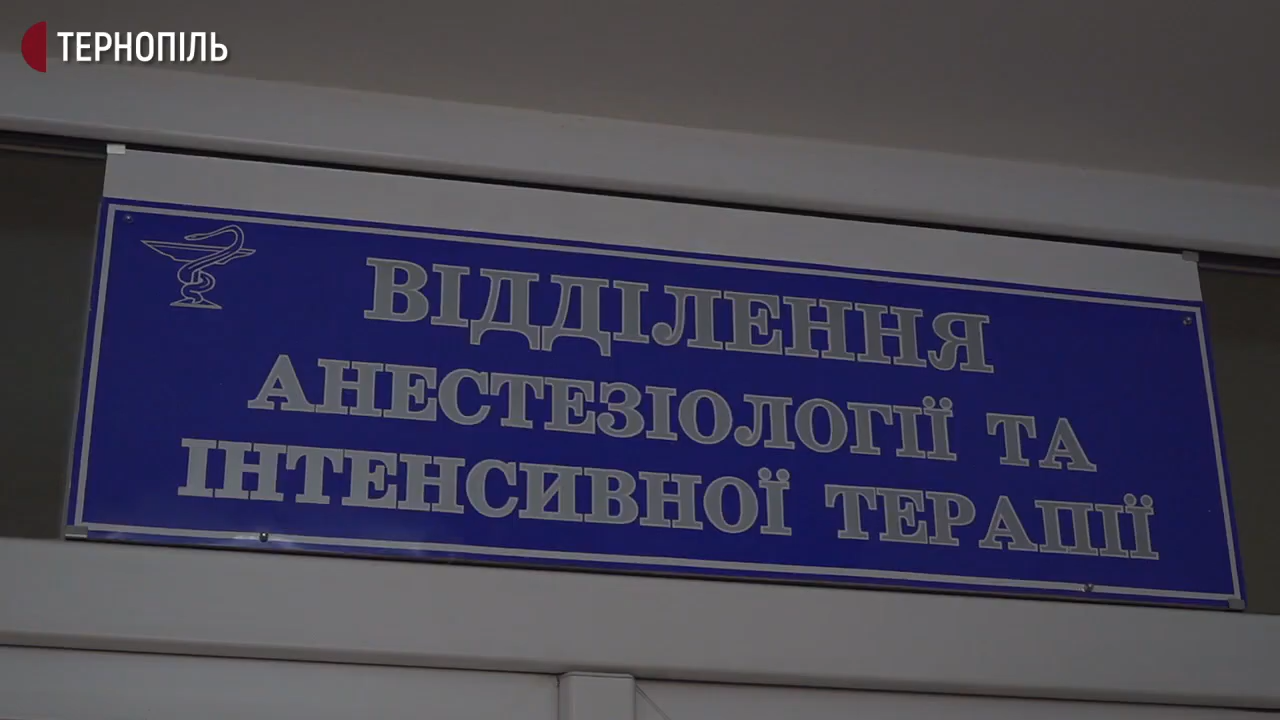 ТЕРНОПІЛЬ
ВІДДІЛЕННЯ
АНЕСТЕЗІОЛОГІЇ ТА
ІНТЕНСИВНОЇ ТЕРАПІЇ